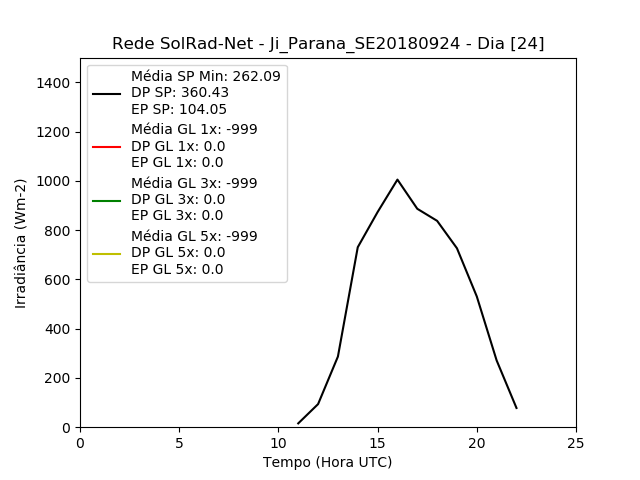 Rede SolRad-Net - Ji_Parana_SE20180924 - Dia [24]
Média SP Min: 262.09
DP SP: 360.43
EP SP: 104.05
Média GL 1x: -999
DP GL 1x: 0.0
EP GL 1x: 0.0
Média GL 3x: -999
DP GL 3x: 0.0
EP GL 3x: 0.0
Média GL 5x: -999
DP GL 5x: 0.0
EP GL 5x: 0.0
Irradiância (Wm-2)
1400
1200
1000
800
600
400
200
0
0 5 10 15 20 25
Tempo (Hora UTC)